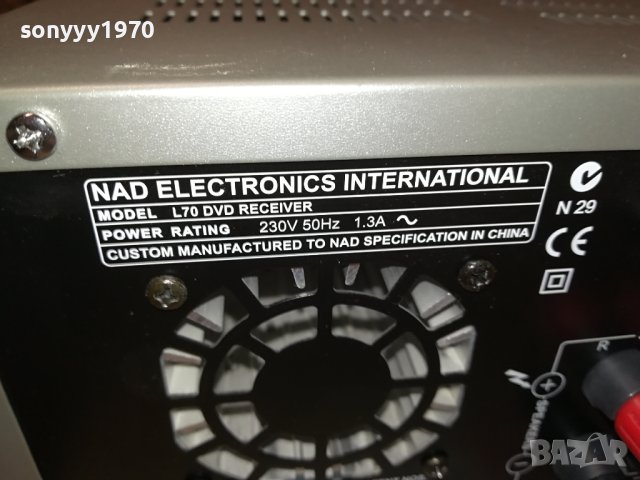 sonyyy1970
NAD ELECTRONICS INTERNATIONAL
MODEL L70 DVD RECEIVER
POWER RATING 230V 50Hz 1.3A ~
CUSTOM MANUFACTURED TO NAD SPECIFICATION IN CHINA
N 29
CE
R
BAZAR